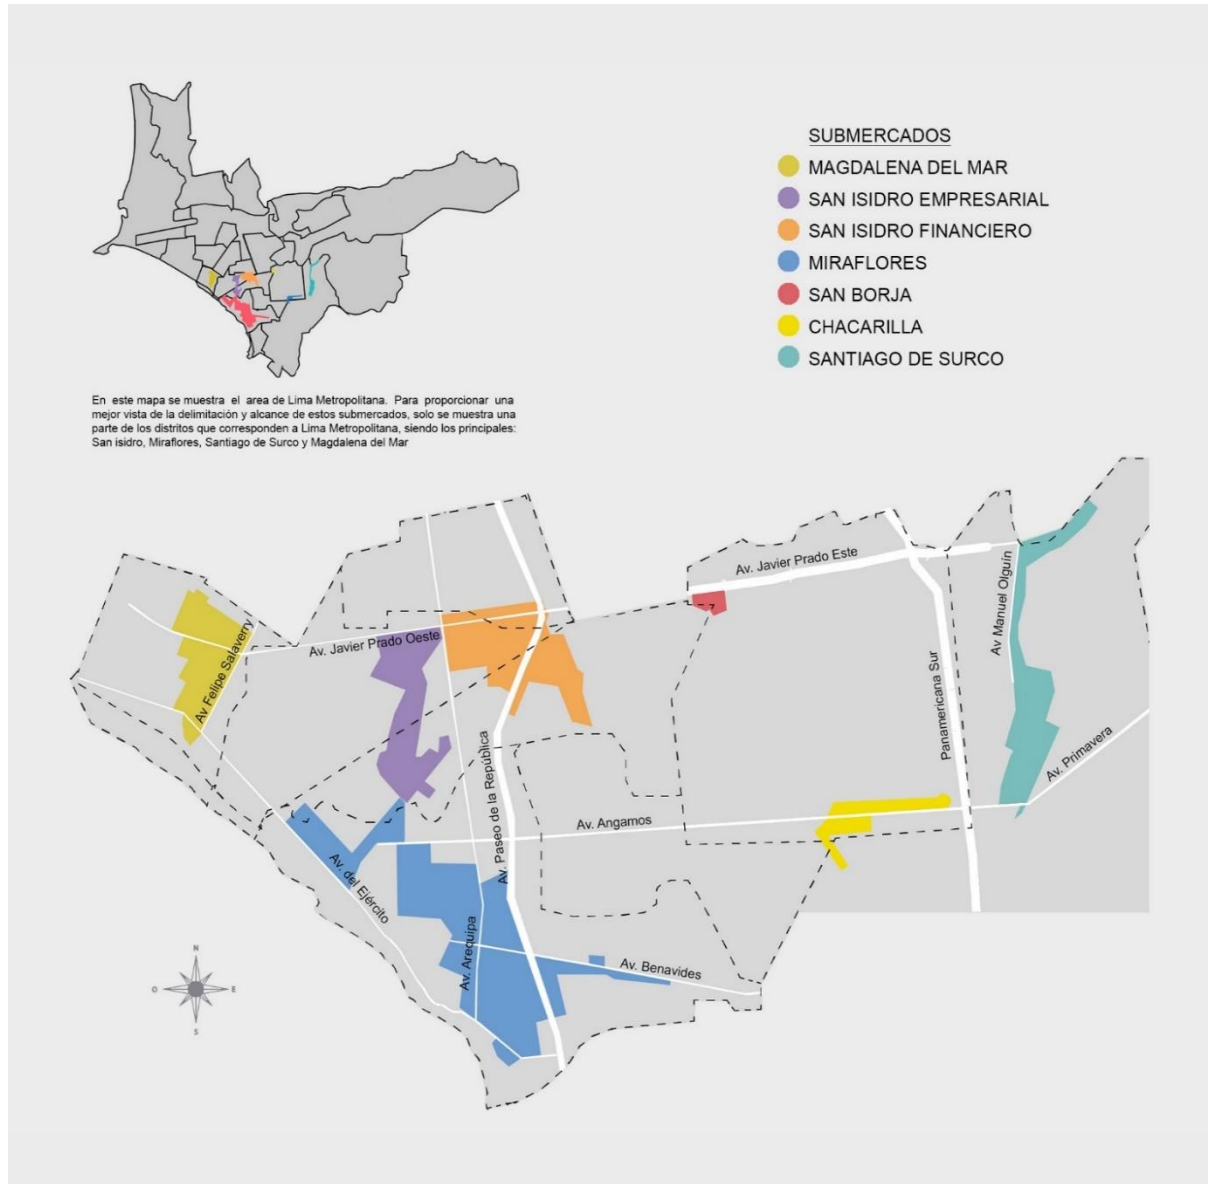 SUBMERCADOS
MAGDALENA DEL MAR
SAN ISIDRO EMPRESARIAL
SAN ISIDRO FINANCIERO
MIRAFLORES
SAN BORJA
CHACARILLA
SANTIAGO DE SURCO
En este mapa se muestra el area de Lima Metropolitana. Para proporcionar una
mejor vista de la delimitación y alcance de estos submercados, solo se muestra una
parte de los distritos que corresponden a Lima Metropolitana, siendo los principales:
San isidro, Miraflores, Santiago de Surco y Magdalena del Mar
Av. Javier Prado Este
Av Manuel Olguín
Av Felipe Salaverry
Av. Javier Prado Oeste
Panamericana Sur
Av. Primavera
Av. Paseo de la República
Av. Angamos
Av. del Ejército
Av. Arequipa
Av. Benavides
N
O
E
S